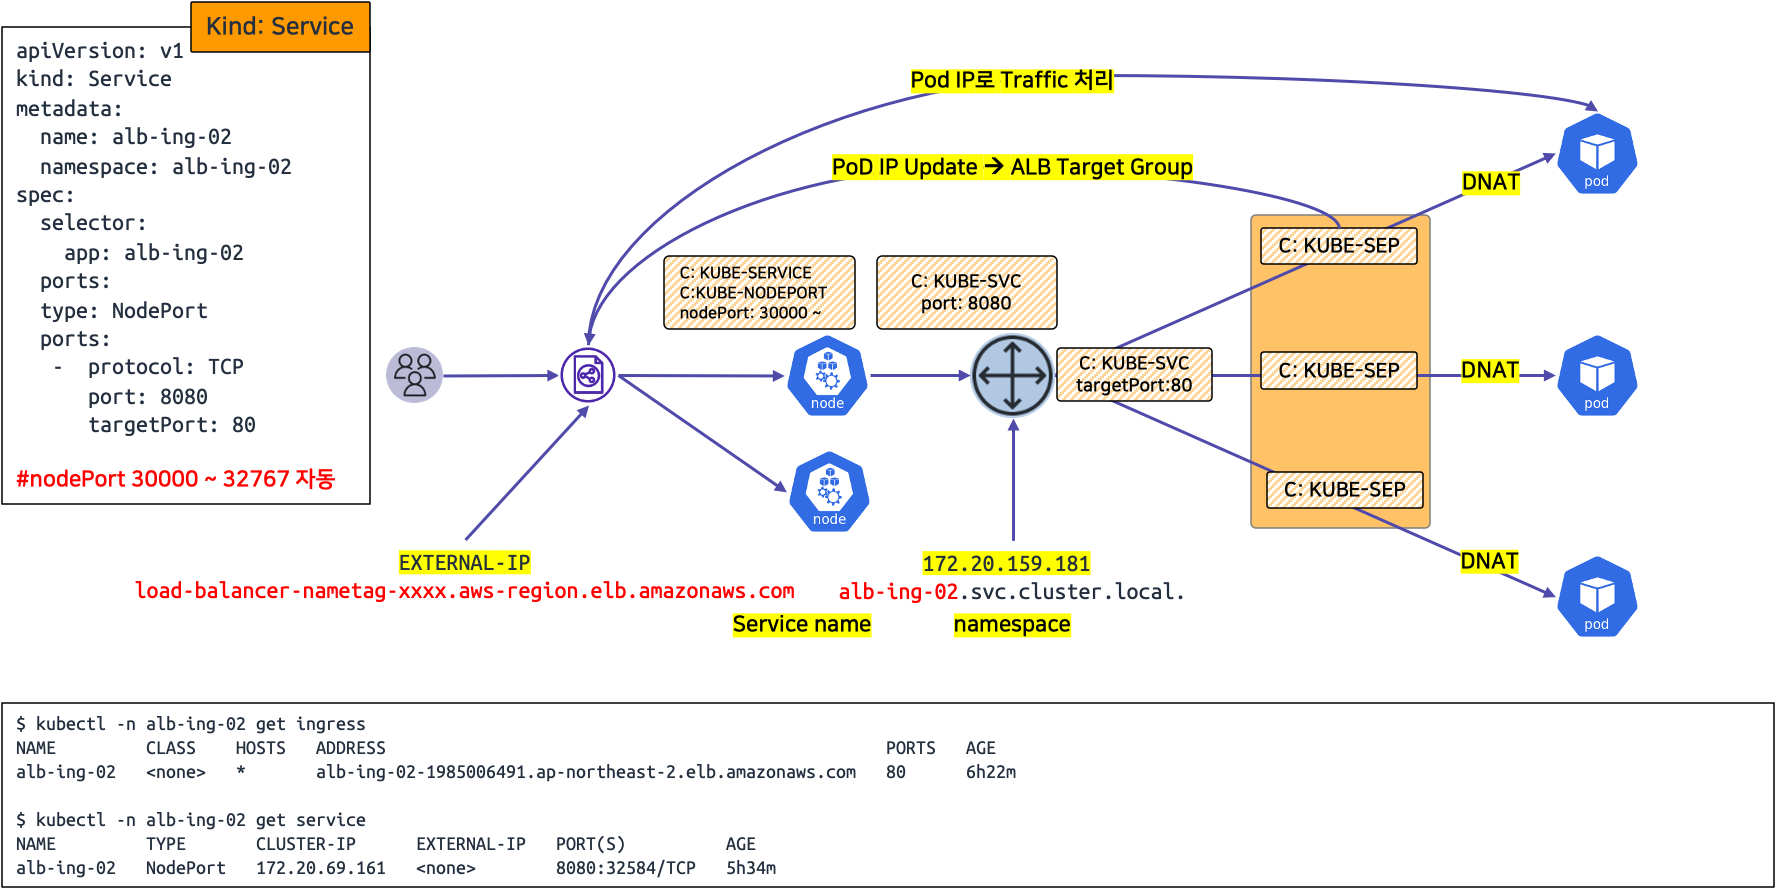 Kind: Service
apiVersion: v1
kind: Service
metadata:
  name: alb-ing-02
  namespace: alb-ing-02
spec:
  selector:
    app: alb-ing-02
  ports:
  type: NodePort
  ports:
   -  protocol: TCP
      port: 8080
      targetPort: 80
#nodePort 30000 ~ 32767 자동
Pod IP로 Traffic 처리
PoD IP Update → ALB Target Group
C: KUBE-SERVICE
C:KUBE-NODEPORT
nodePort: 30000 ~
C: KUBE-SVC
port: 8080
C: KUBE-SVC
targetPort:80
C: KUBE-SEP
C: KUBE-SEP
C: KUBE-SEP
DNAT
DNAT
DNAT
node
node
pod
pod
pod
EXTERNAL-IP
load-balancer-nametag-xxxx.aws-region.elb.amazonaws.com
172.20.159.181
alb-ing-02.svc.cluster.local.
Service name
namespace
$ kubectl -n alb-ing-02 get ingress
NAME         CLASS    HOSTS   ADDRESS                                                  PORTS   AGE
alb-ing-02   <none>   *       alb-ing-02-1985006491.ap-northeast-2.elb.amazonaws.com   80      6h22m
$ kubectl -n alb-ing-02 get service
NAME         TYPE       CLUSTER-IP      EXTERNAL-IP   PORT(S)          AGE
alb-ing-02   NodePort   172.20.69.161   <none>        8080:32584/TCP   5h34m